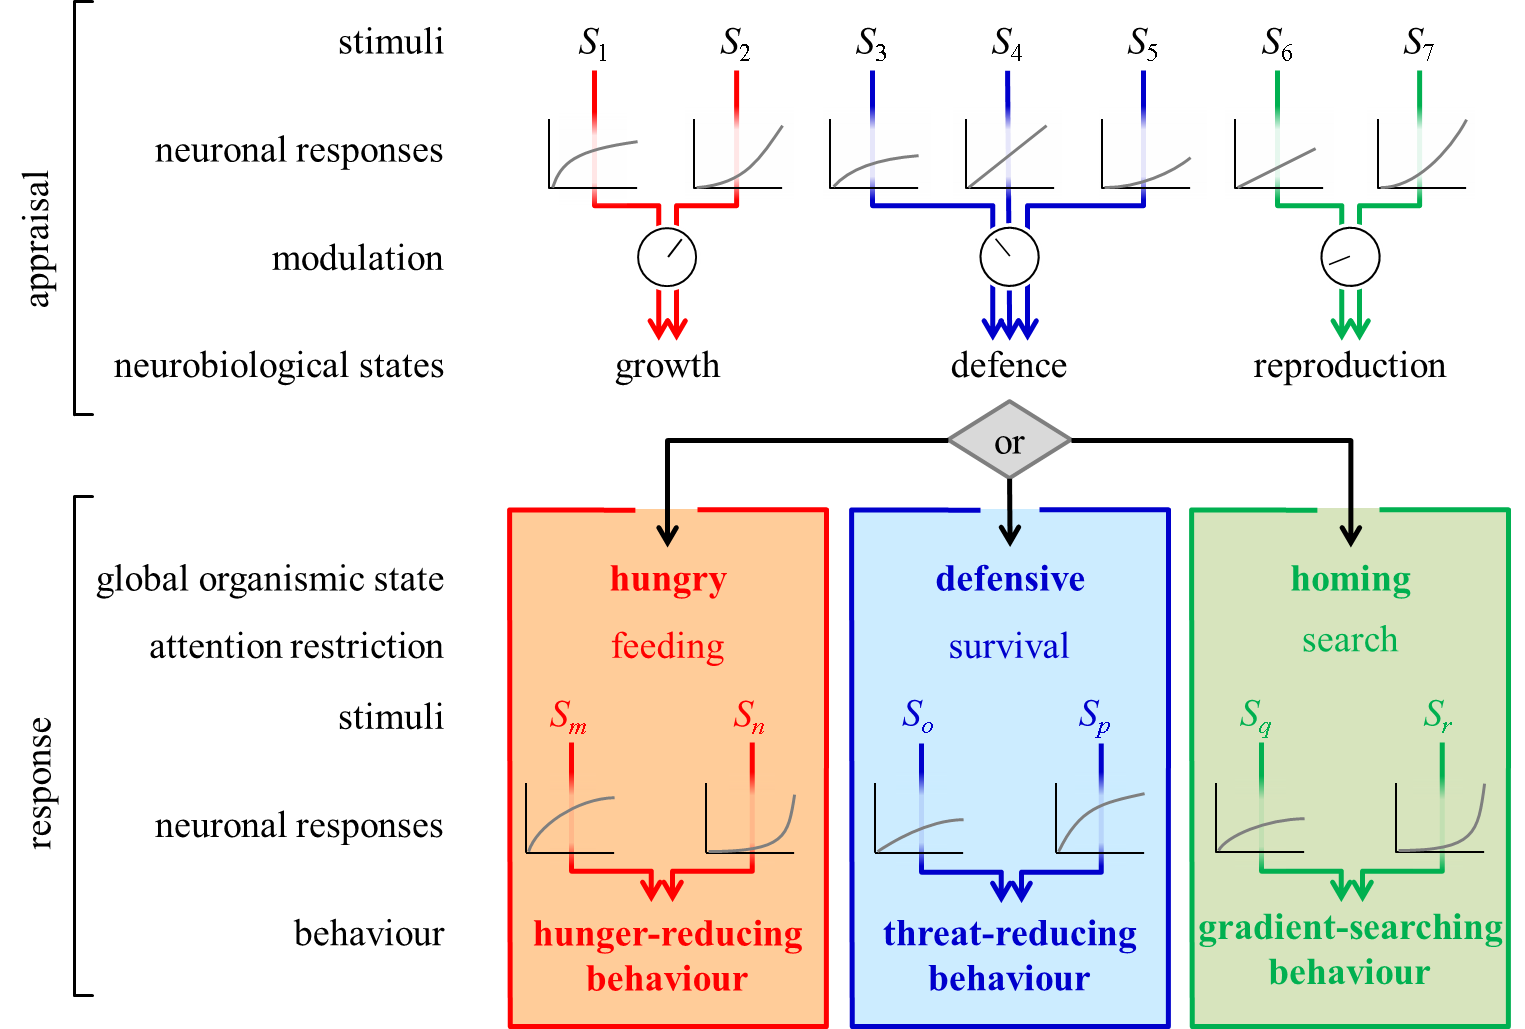 appraisal
stimuli S1 S2 S3 S4 S5 S6 S7
neuronal responses
modulation
neurobiological states growth defence reproduction
or
response
global organismic state hungry defensive homing
attention restriction feeding survival search
stimuli Sm Sn So Sp Sq Sr
neuronal responses
behaviour hunger-reducing threat-reducing gradient-searching
behaviour behaviour behaviour